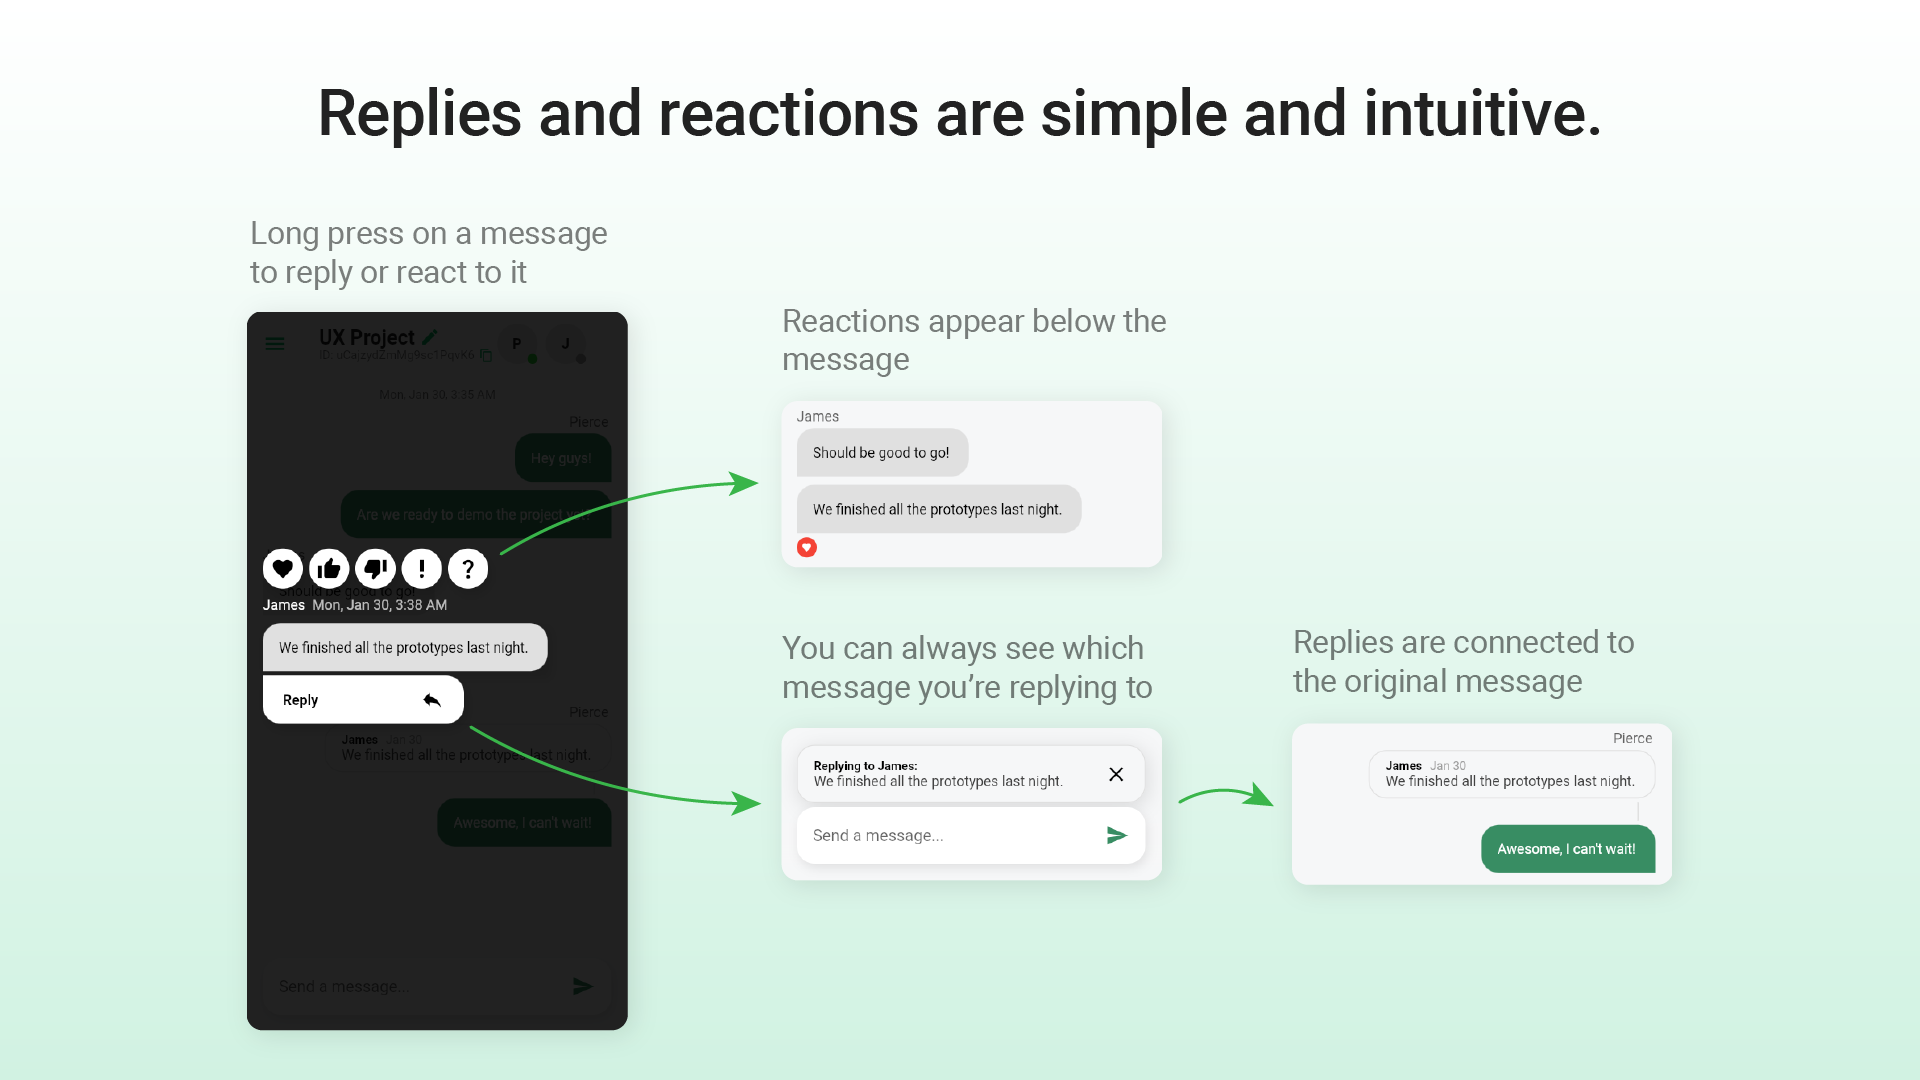 Replies and reactions are simple and intuitive.
Long press on a message
to reply or react to it
UX Project
P
J
Mon, Jan 30, 3:35 AM
Pierce
Hey guys!
Are we ready to demo the project yet?
!
?
Should be good to go!
James Mon, Jan 30, 3:38 AM
We finished all the prototypes last night.
Reply
Pierce
James Jan 30
We finished all the prototypes last night.
Awesome, I can't wait!
Send a message...
Reactions appear below the
message
James
Should be good to go!
We finished all the prototypes last night.
You can always see which
message you’re replying to
Replying to James:
We finished all the prototypes last night.
Send a message...
Replies are connected to
the original message
Pierce
James Jan 30
We finished all the prototypes last night.
Awesome, I can't wait!